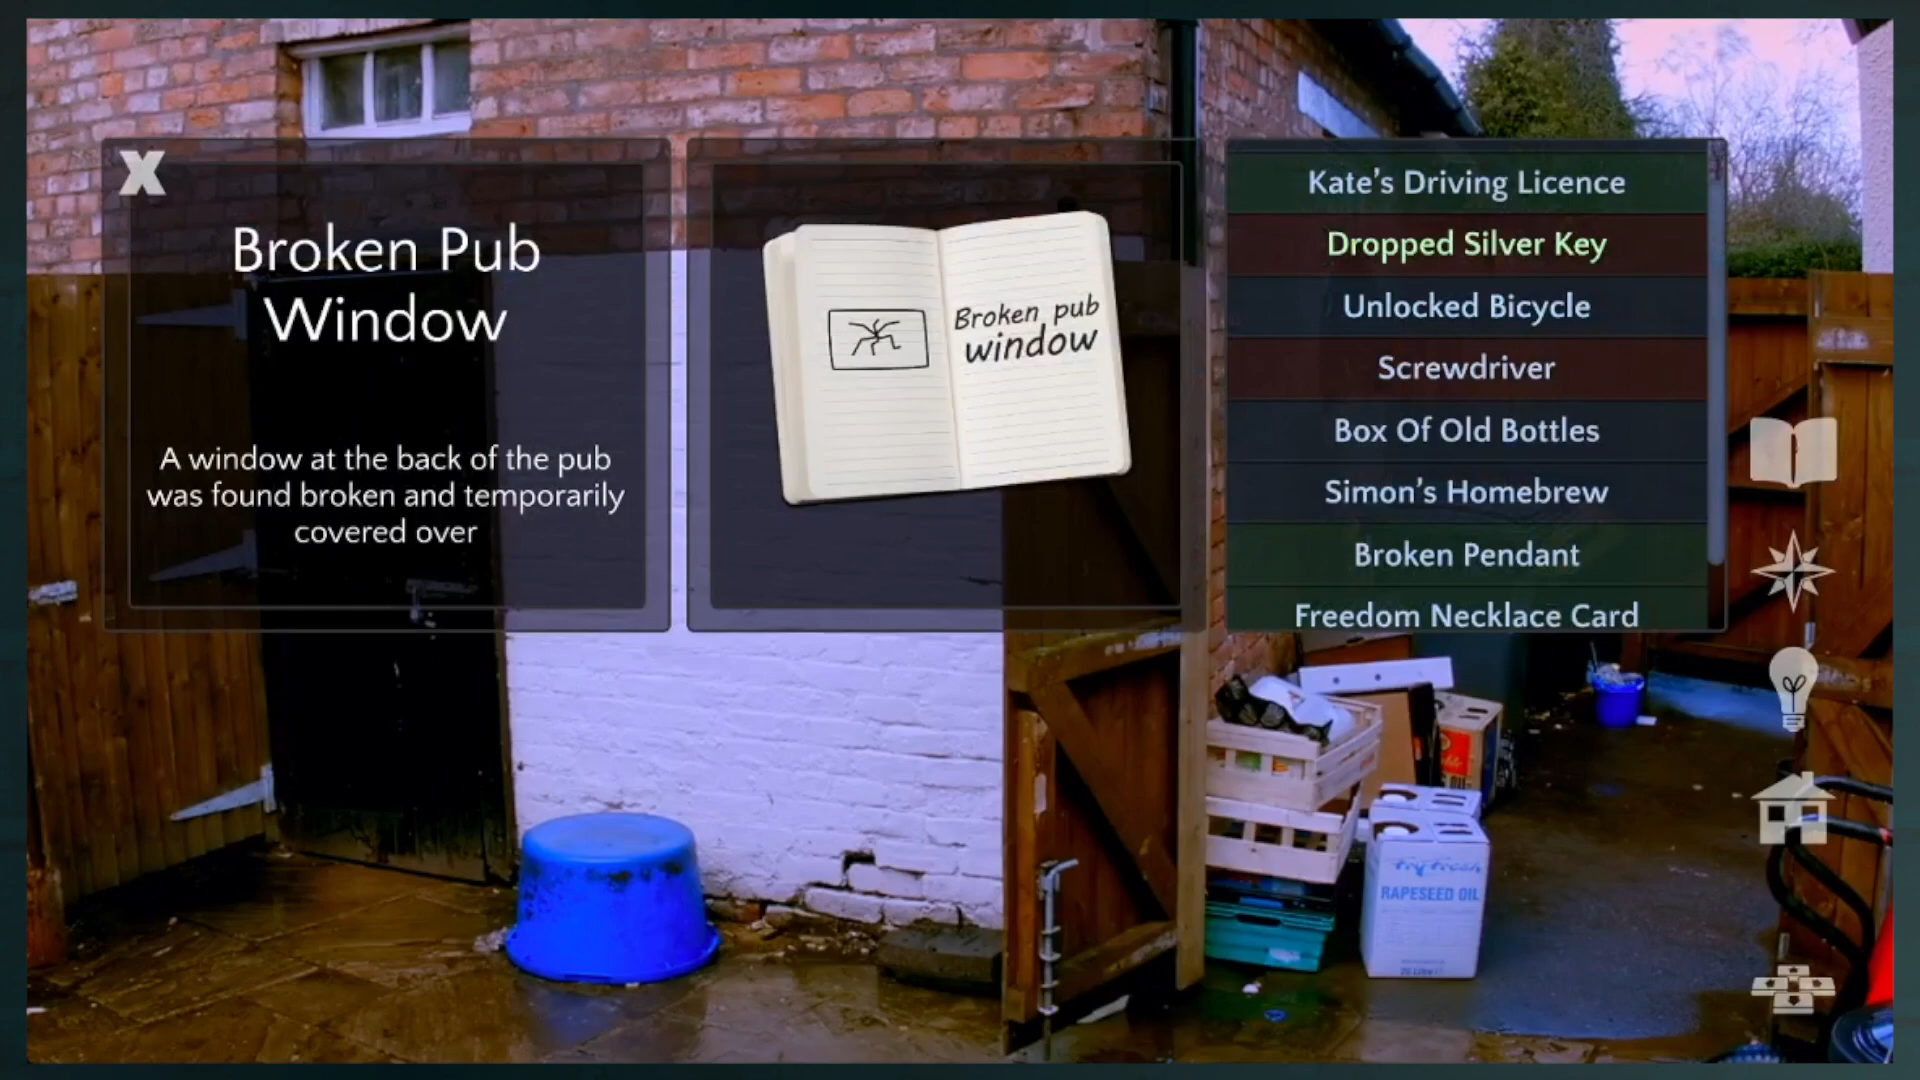 X
Broken Pub
Window
A window at the back of the pub
was found broken and temporarily
covered over
Broken pub
window
Kate's Driving Licence
Dropped Silver Key
Unlocked Bicycle
Screwdriver
Box Of Old Bottles
Simon's Homebrew
Broken Pendant
Freedom Necklace Card
RAPESEED OIL